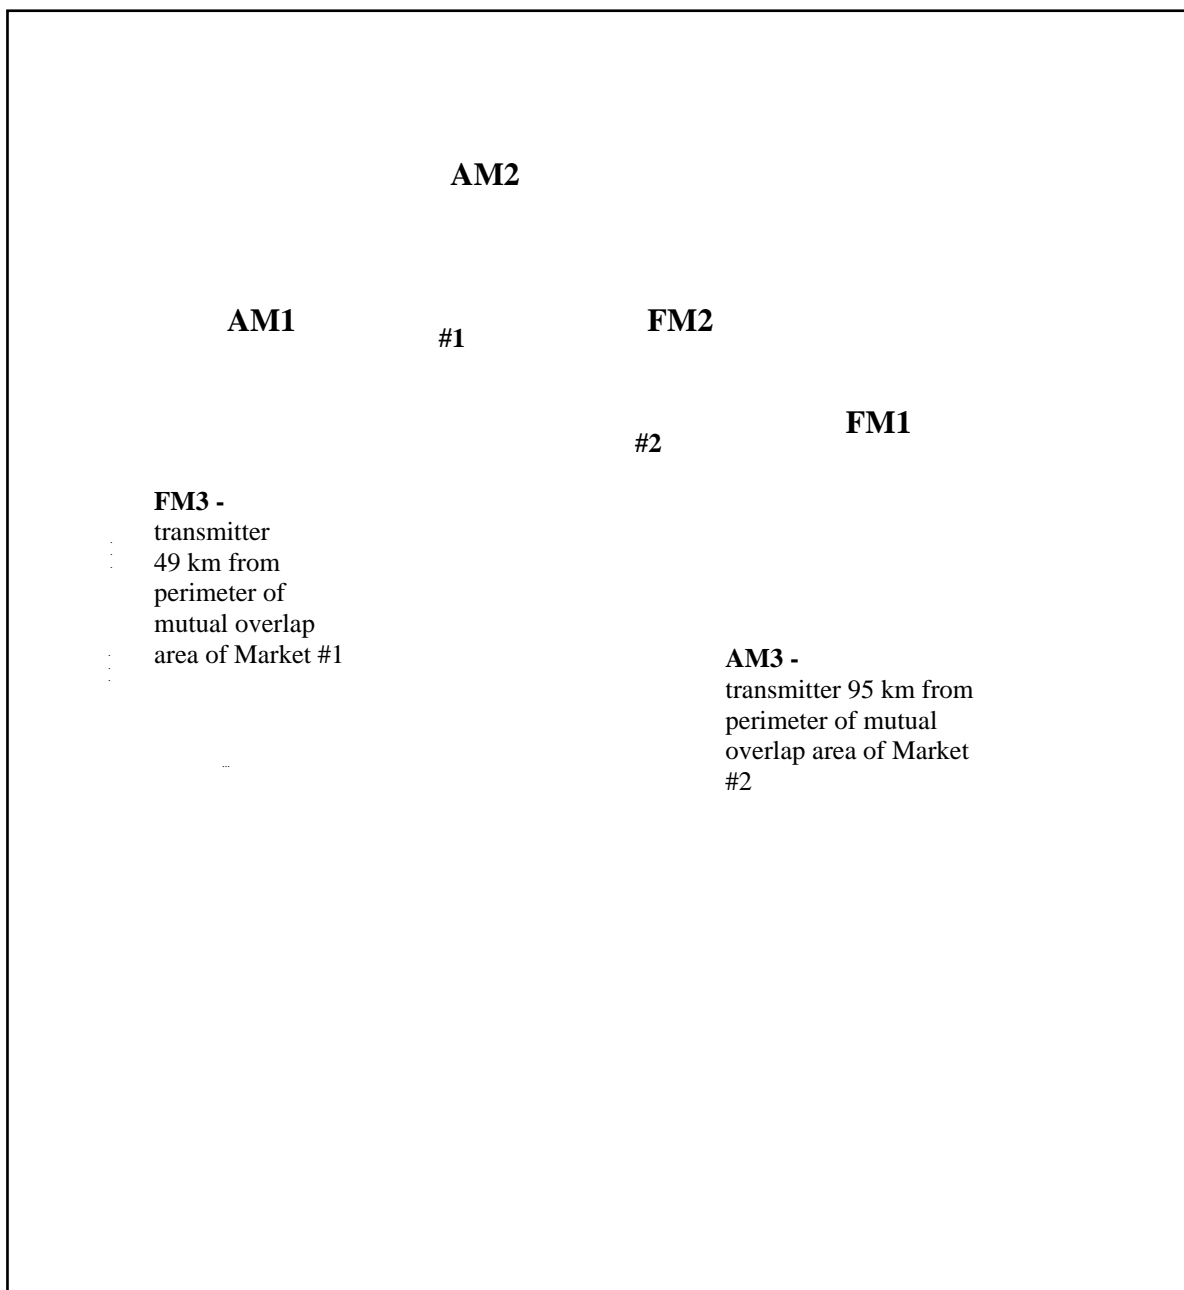 AM2
AM1
#1
FM2
#2
FM1
FM3 -
transmitter
49 km from
perimeter of
mutual overlap
area of Market #1
AM3 -
transmitter 95 km from
perimeter of mutual
overlap area of Market
#2